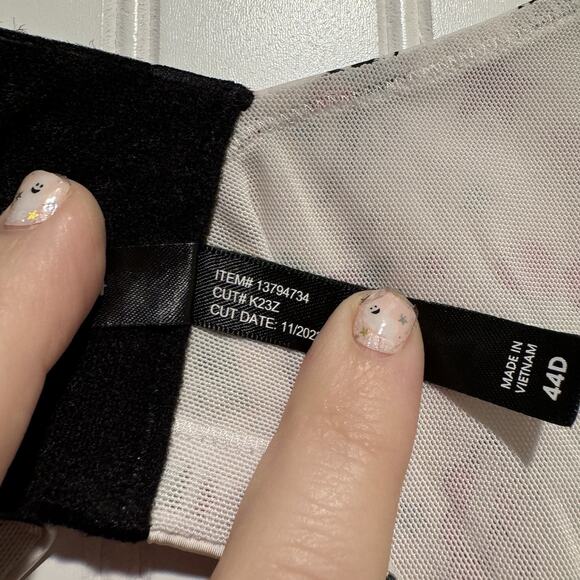 ITEM# 13794734
CUT# K23Z
CUT DATE: 11/202
MADE IN
VIETNAM
44D